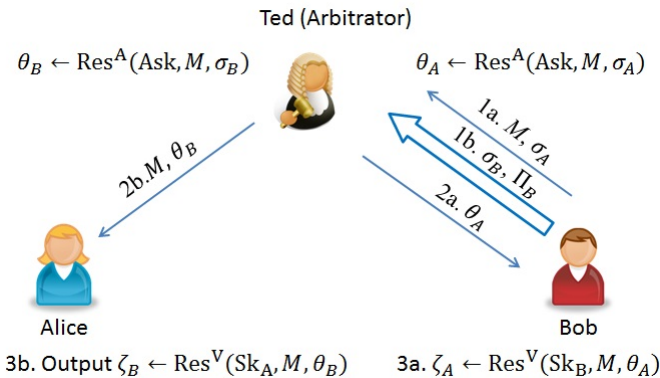 Ted (Arbitrator)
θ_B ← Res^A(Ask, M, σ_B)
θ_A ← Res^A(Ask, M, σ_A)
1a. M, σ_A
1b. σ_B, Π_B
2a. θ_A
2b.M, θ_B
Alice
Bob
3b. Output ζ_B ← Res^V(Sk_A, M, θ_B)
3a. ζ_A ← Res^V(Sk_B, M, θ_A)